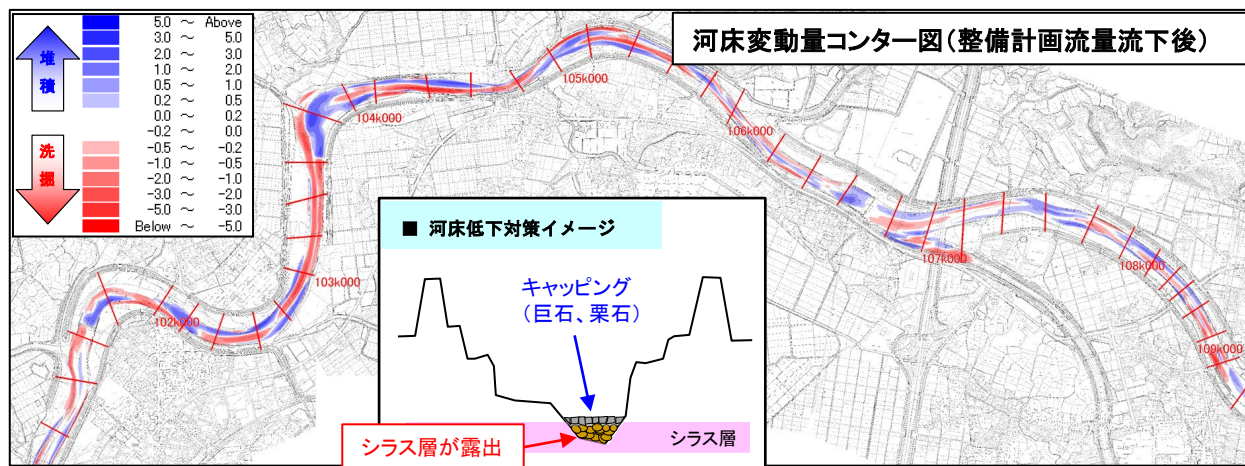 河床変動量コンター図(整備計画流量流下後)
堆積
洗掘
5.0 ~ Above
3.0 ~ 5.0
2.0 ~ 3.0
1.0 ~ 2.0
0.5 ~ 1.0
0.2 ~ 0.5
0.0 ~ 0.2
-0.2 ~ 0.0
-0.5 ~ -0.2
-1.0 ~ -0.5
-2.0 ~ -1.0
-3.0 ~ -2.0
-5.0 ~ -3.0
Below ~ -5.0
102k000
103k000
104k000
105k000
106k000
107k000
108k000
109k000
■ 河床低下対策イメージ
キャッピング
(巨石、栗石)
シラス層が露出
シラス層